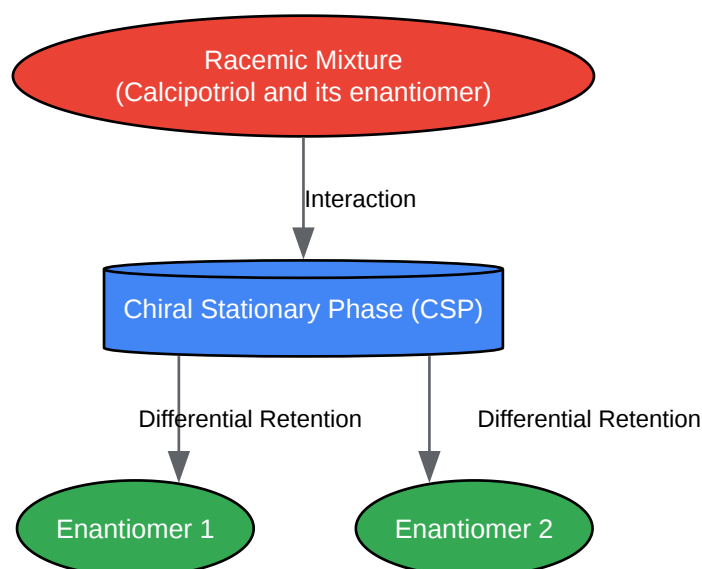 Racemic Mixture
(Calcipotriol and its enantiomer)
Interaction
Chiral Stationary Phase (CSP)
Differential Retention
Differential Retention
Enantiomer 1
Enantiomer 2